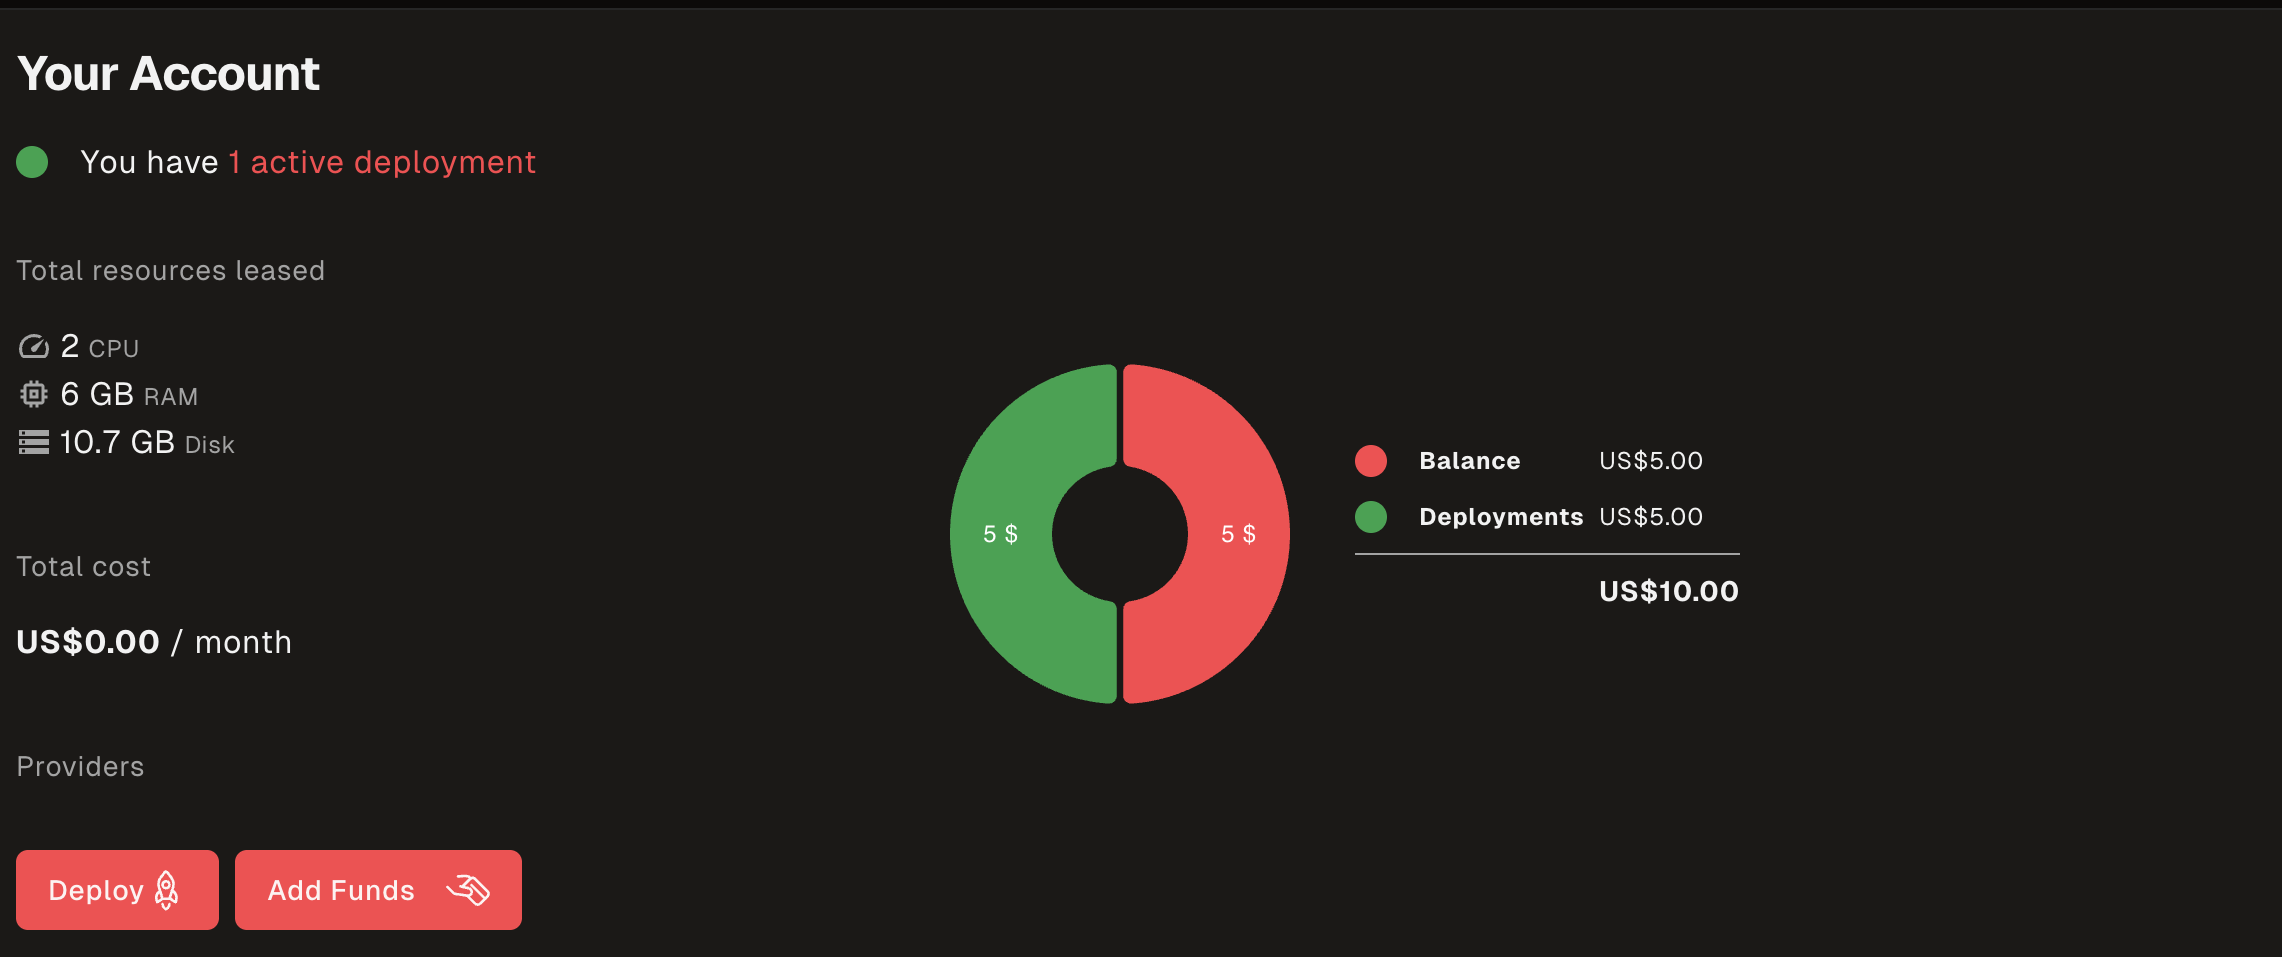 Your Account
You have 1 active deployment
Total resources leased
2 CPU
6 GB RAM
10.7 GB Disk
Total cost
US$0.00 / month
Providers
Deploy
Add Funds
5 $
5 $
Balance US$5.00
Deployments US$5.00
US$10.00